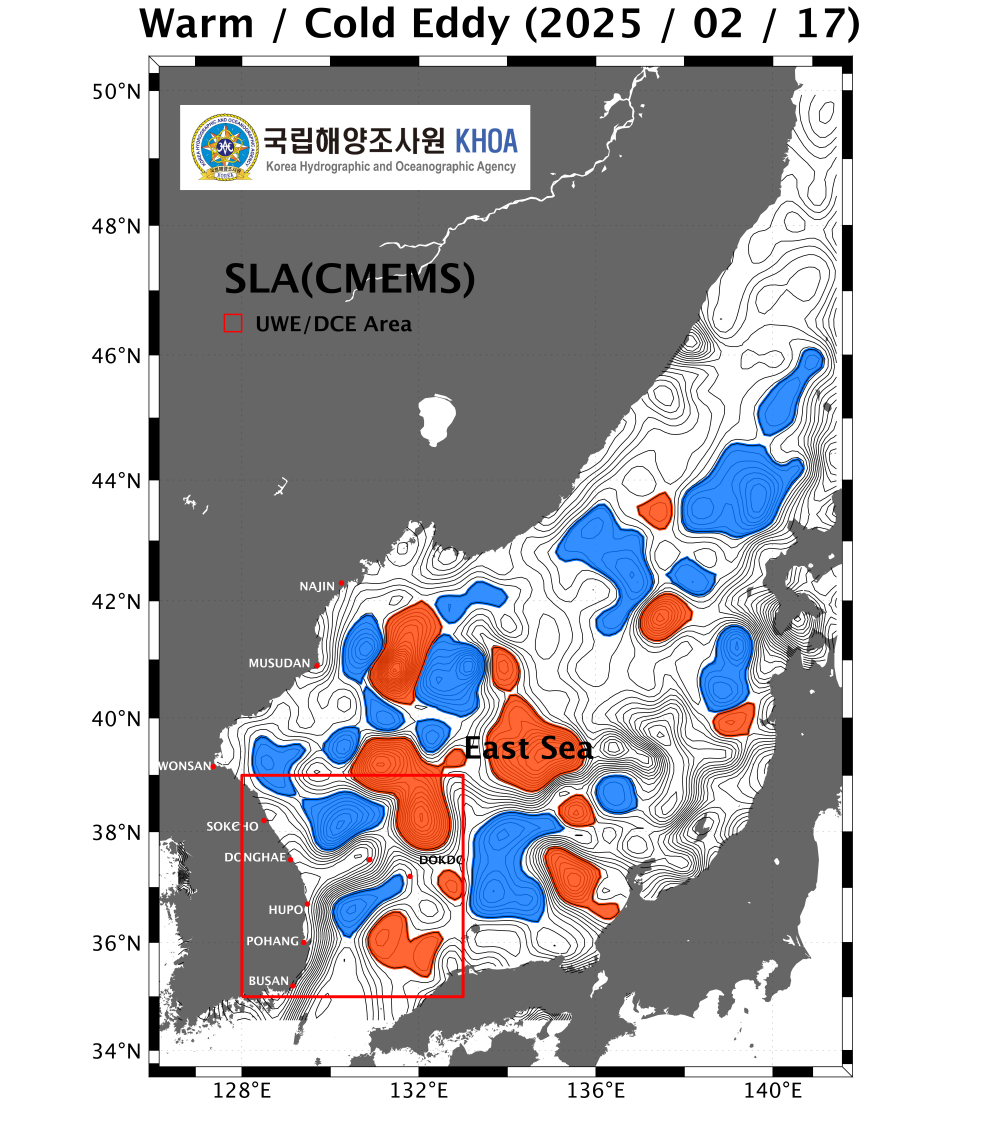 Warm / Cold Eddy (2025 / 02 / 17)
50°N
국립해양조사원 KHOA
Korea Hydrographic and Oceanographic Agency
48°N
SLA(CMEMS)
UWE/DCE Area
46°N
44°N
NAJIN
42°N
MUSUDAN
40°N
East Sea
WONSAN
SOKCHO
38°N
DONGHAE
DOKDO
HUPO
POHANG
36°N
BUSAN
34°N
128°E
132°E
136°E
140°E